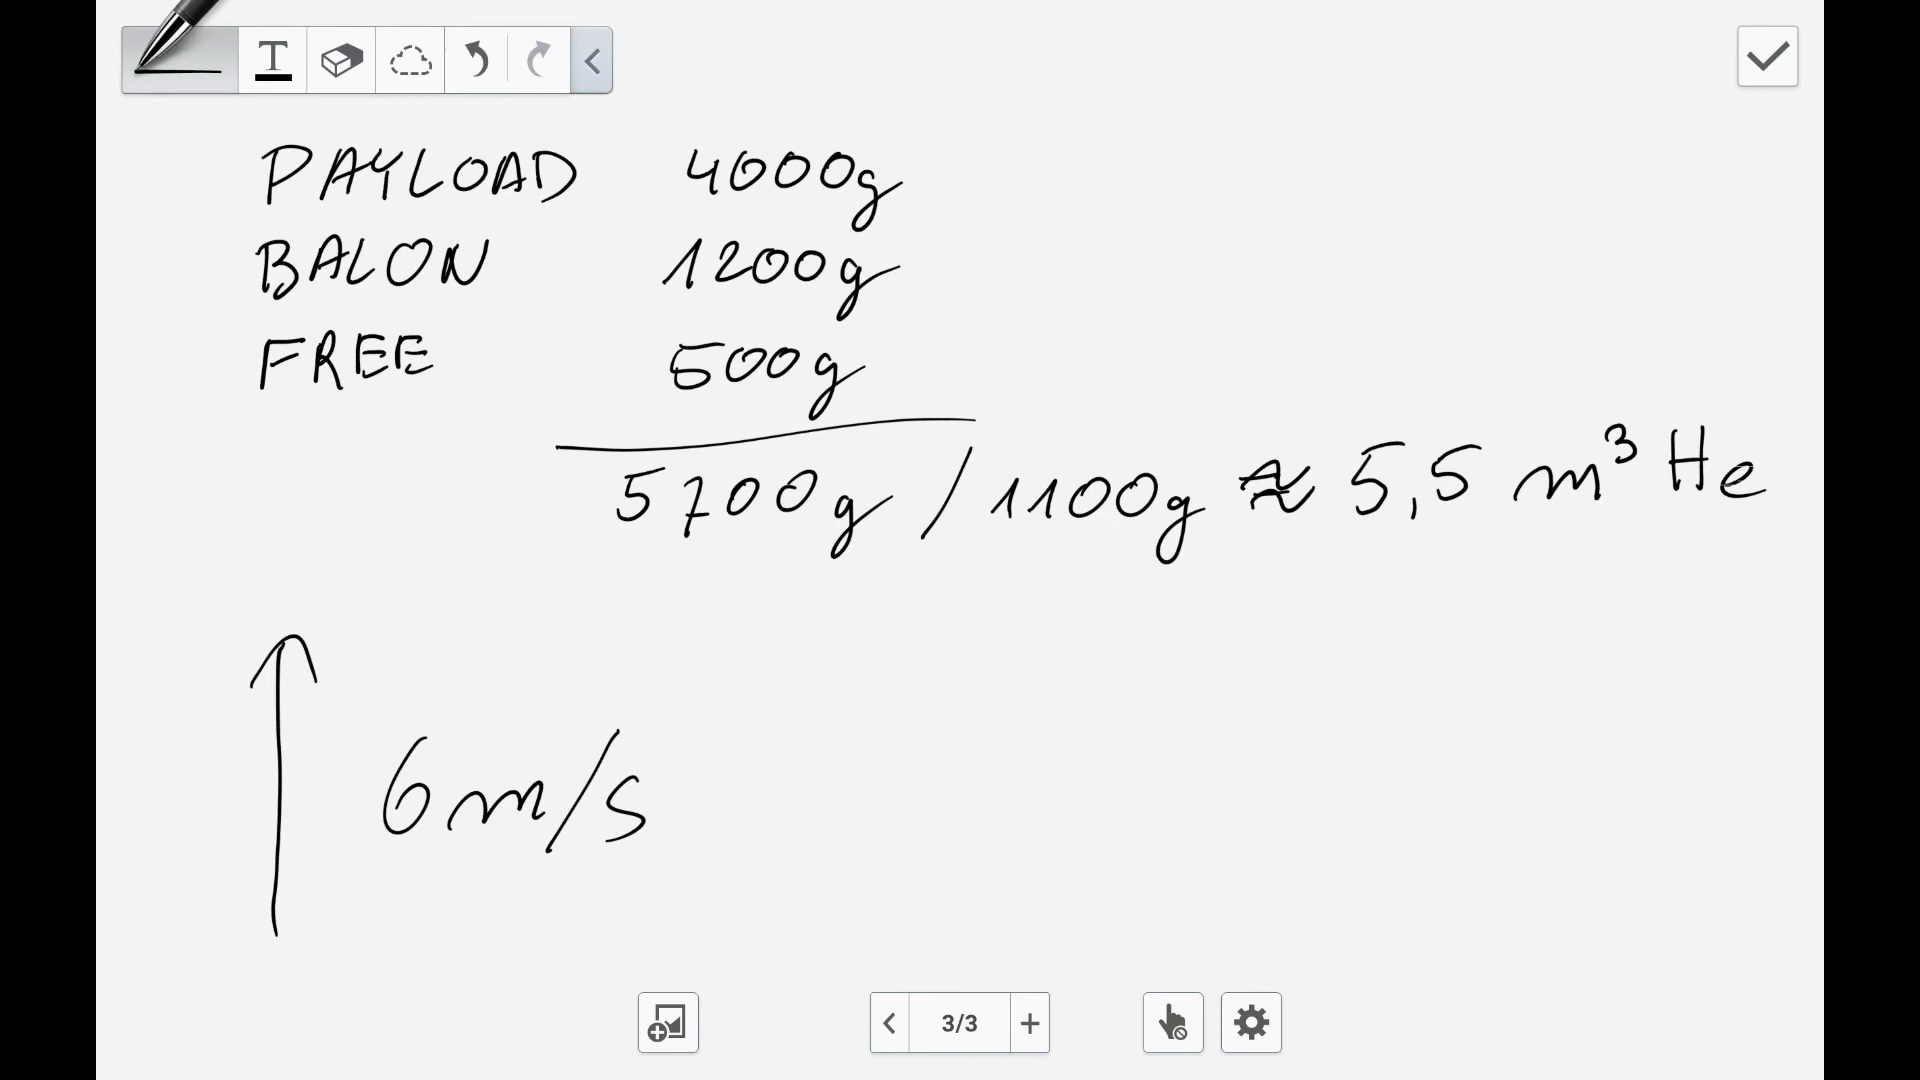 T
PAYLOAD 4000g
BALON 1200g
FREE 500g
5700g / 1100g ≈ 5,5 m³ He
6m/s
3/3